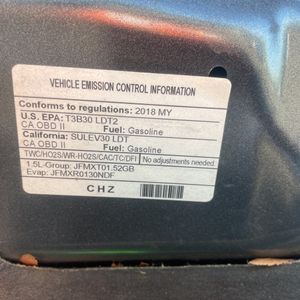 VEHICLE EMISSION CONTROL INFORMATION
Conforms to regulations: 2018 MY
U.S. EPA: T3B30 LDT2
CA OBD II Fuel: Gasoline
California: SULEV30 LDT
CA OBD II Fuel: Gasoline
TWC/HO2S/WR-HO2S/CAC/TC/DFI No adjustments needed.
1.5L-Group: JFMXT01.52GB
Evap: JFMXR0130NDF
CHZ